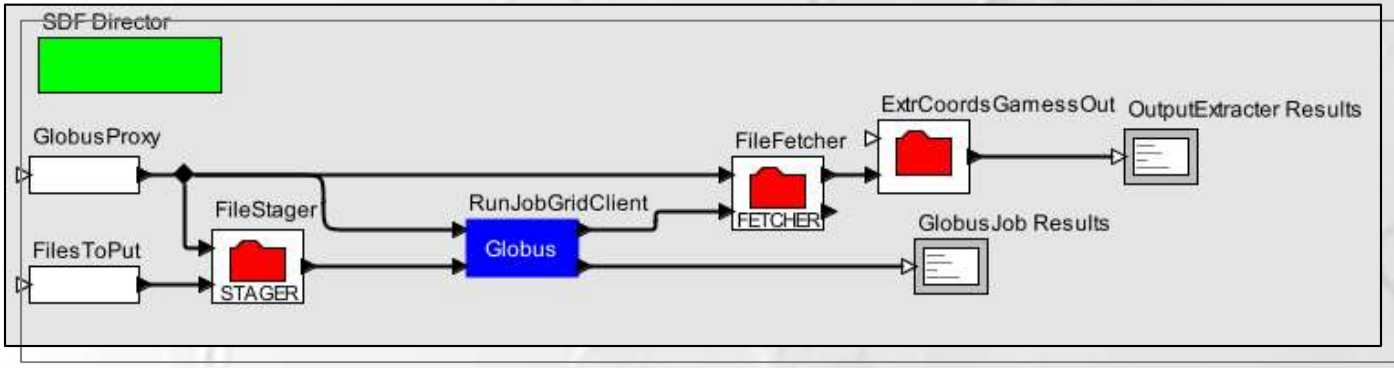 SDF Director
ExtrCoordsGamessOut
OutputExtracter Results
GlobusProxy
FileFetcher
FileStager
RunJobGridClient
FETCHER
GlobusJob Results
FilesToPut
Globus
STAGER